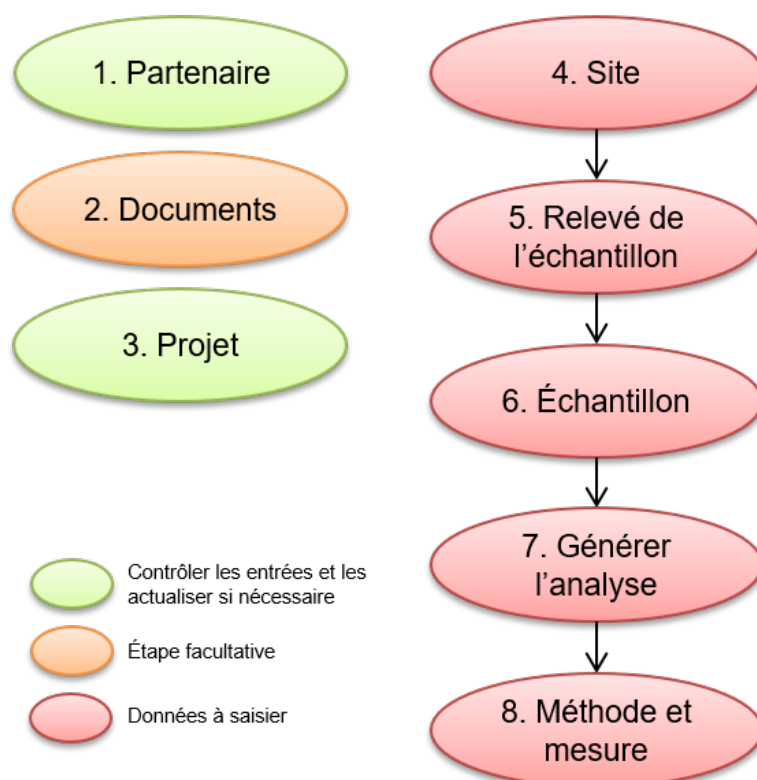 1. Partenaire
2. Documents
3. Projet
4. Site
5. Relevé de
l'échantillon
6. Échantillon
7. Générer
l'analyse
8. Méthode et
mesure
Contrôler les entrées et les
actualiser si nécessaire
Étape facultative
Données à saisier